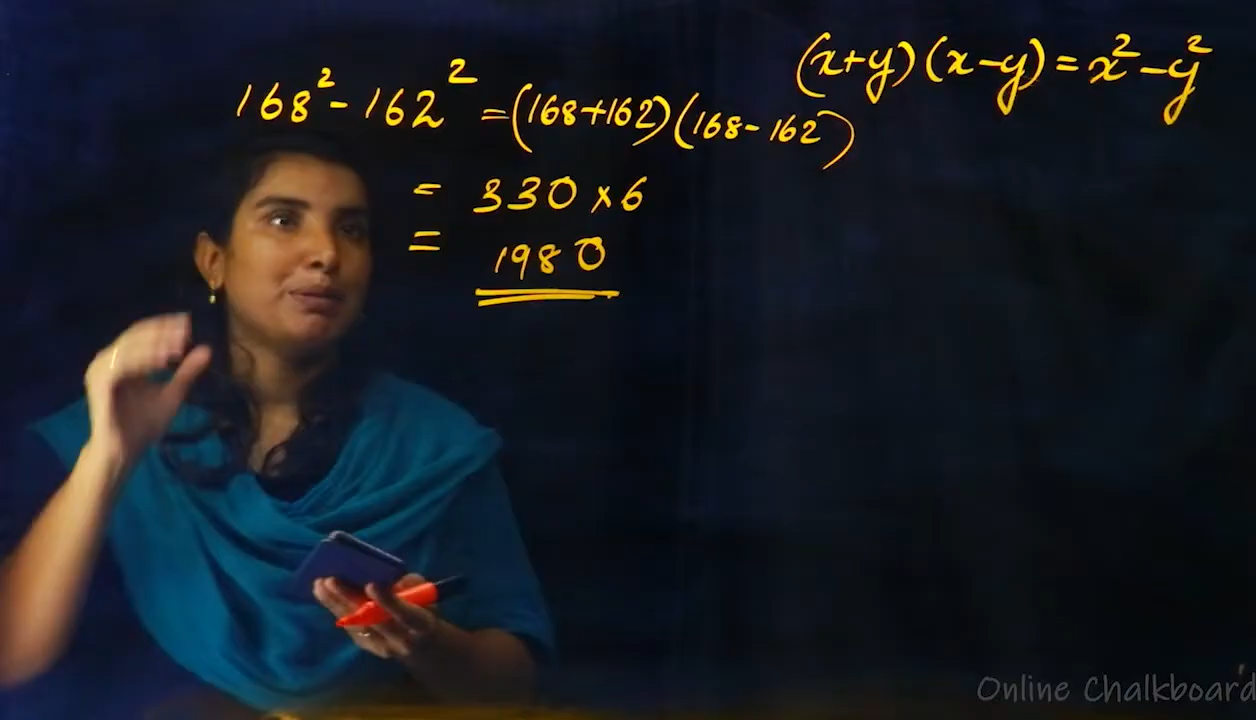 (x+y)(x-y)=x²-y²
168²-162²=(168+162)(168-162)
= 330×6
= 1980
Online Chalkboard